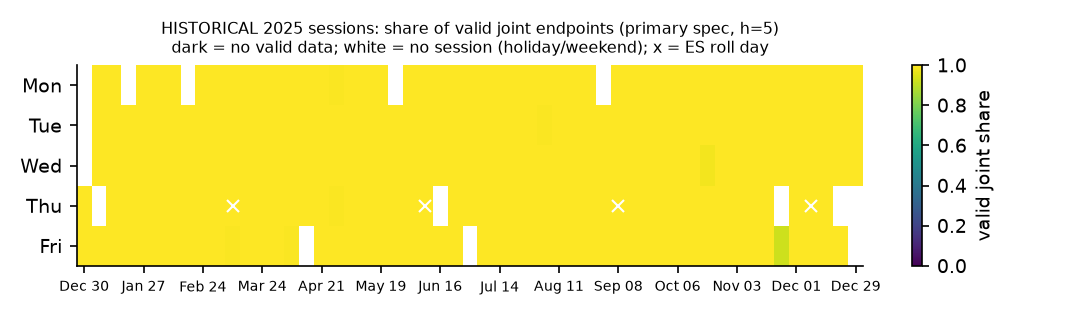 HISTORICAL 2025 sessions: share of valid joint endpoints (primary spec, h=5)
dark = no valid data; white = no session (holiday/weekend); x = ES roll day
Mon
Tue
Wed
Thu
Fri
Dec 30 Jan 27 Feb 24 Mar 24 Apr 21 May 19 Jun 16 Jul 14 Aug 11 Sep 08 Oct 06 Nov 03 Dec 01 Dec 29
1.0
0.8
0.6
0.4
0.2
0.0
valid joint share